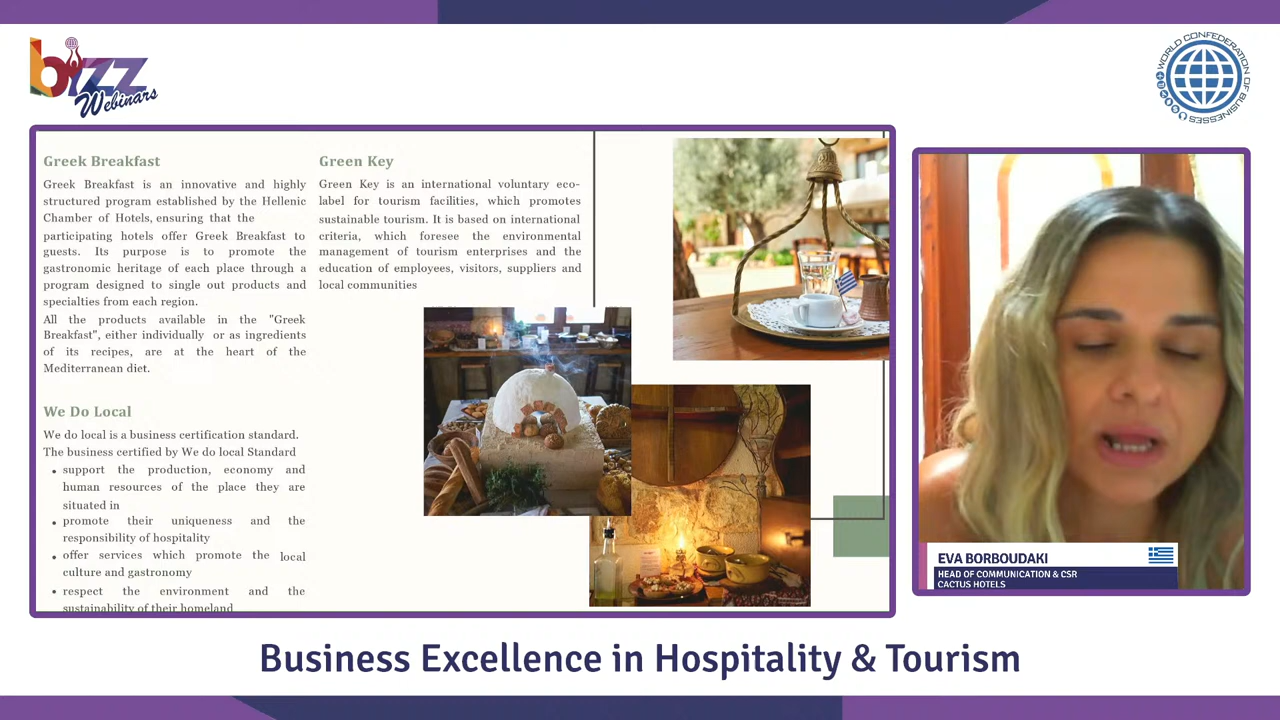 bizz
Webinars
WORLD CONFEDERATION OF BUSINESSES
Greek Breakfast
Greek Breakfast is an innovative and highly
structured program established by the Hellenic
Chamber of Hotels, ensuring that the
participating hotels offer Greek Breakfast to
guests. Its purpose is to promote the
gastronomic heritage of each place through a
program designed to single out products and
specialties from each region.
All the products available in the "Greek
Breakfast", either individually or as ingredients
of its recipes, are at the heart of the
Mediterranean diet.
We Do Local
We do local is a business certification standard.
The business certified by We do local Standard
• support the production, economy and
human resources of the place they are
situated in
• promote their uniqueness and the
responsibility of hospitality
• offer services which promote the local
culture and gastronomy
• respect the environment and the
sustainability of their homeland
Green Key
Green Key is an international voluntary eco-
label for tourism facilities, which promotes
sustainable tourism. It is based on international
criteria, which foresee the environmental
management of tourism enterprises and the
education of employees, visitors, suppliers and
local communities
EVA BORBOUDAKI
HEAD OF COMMUNICATION & CSR
CACTUS HOTELS
Business Excellence in Hospitality & Tourism